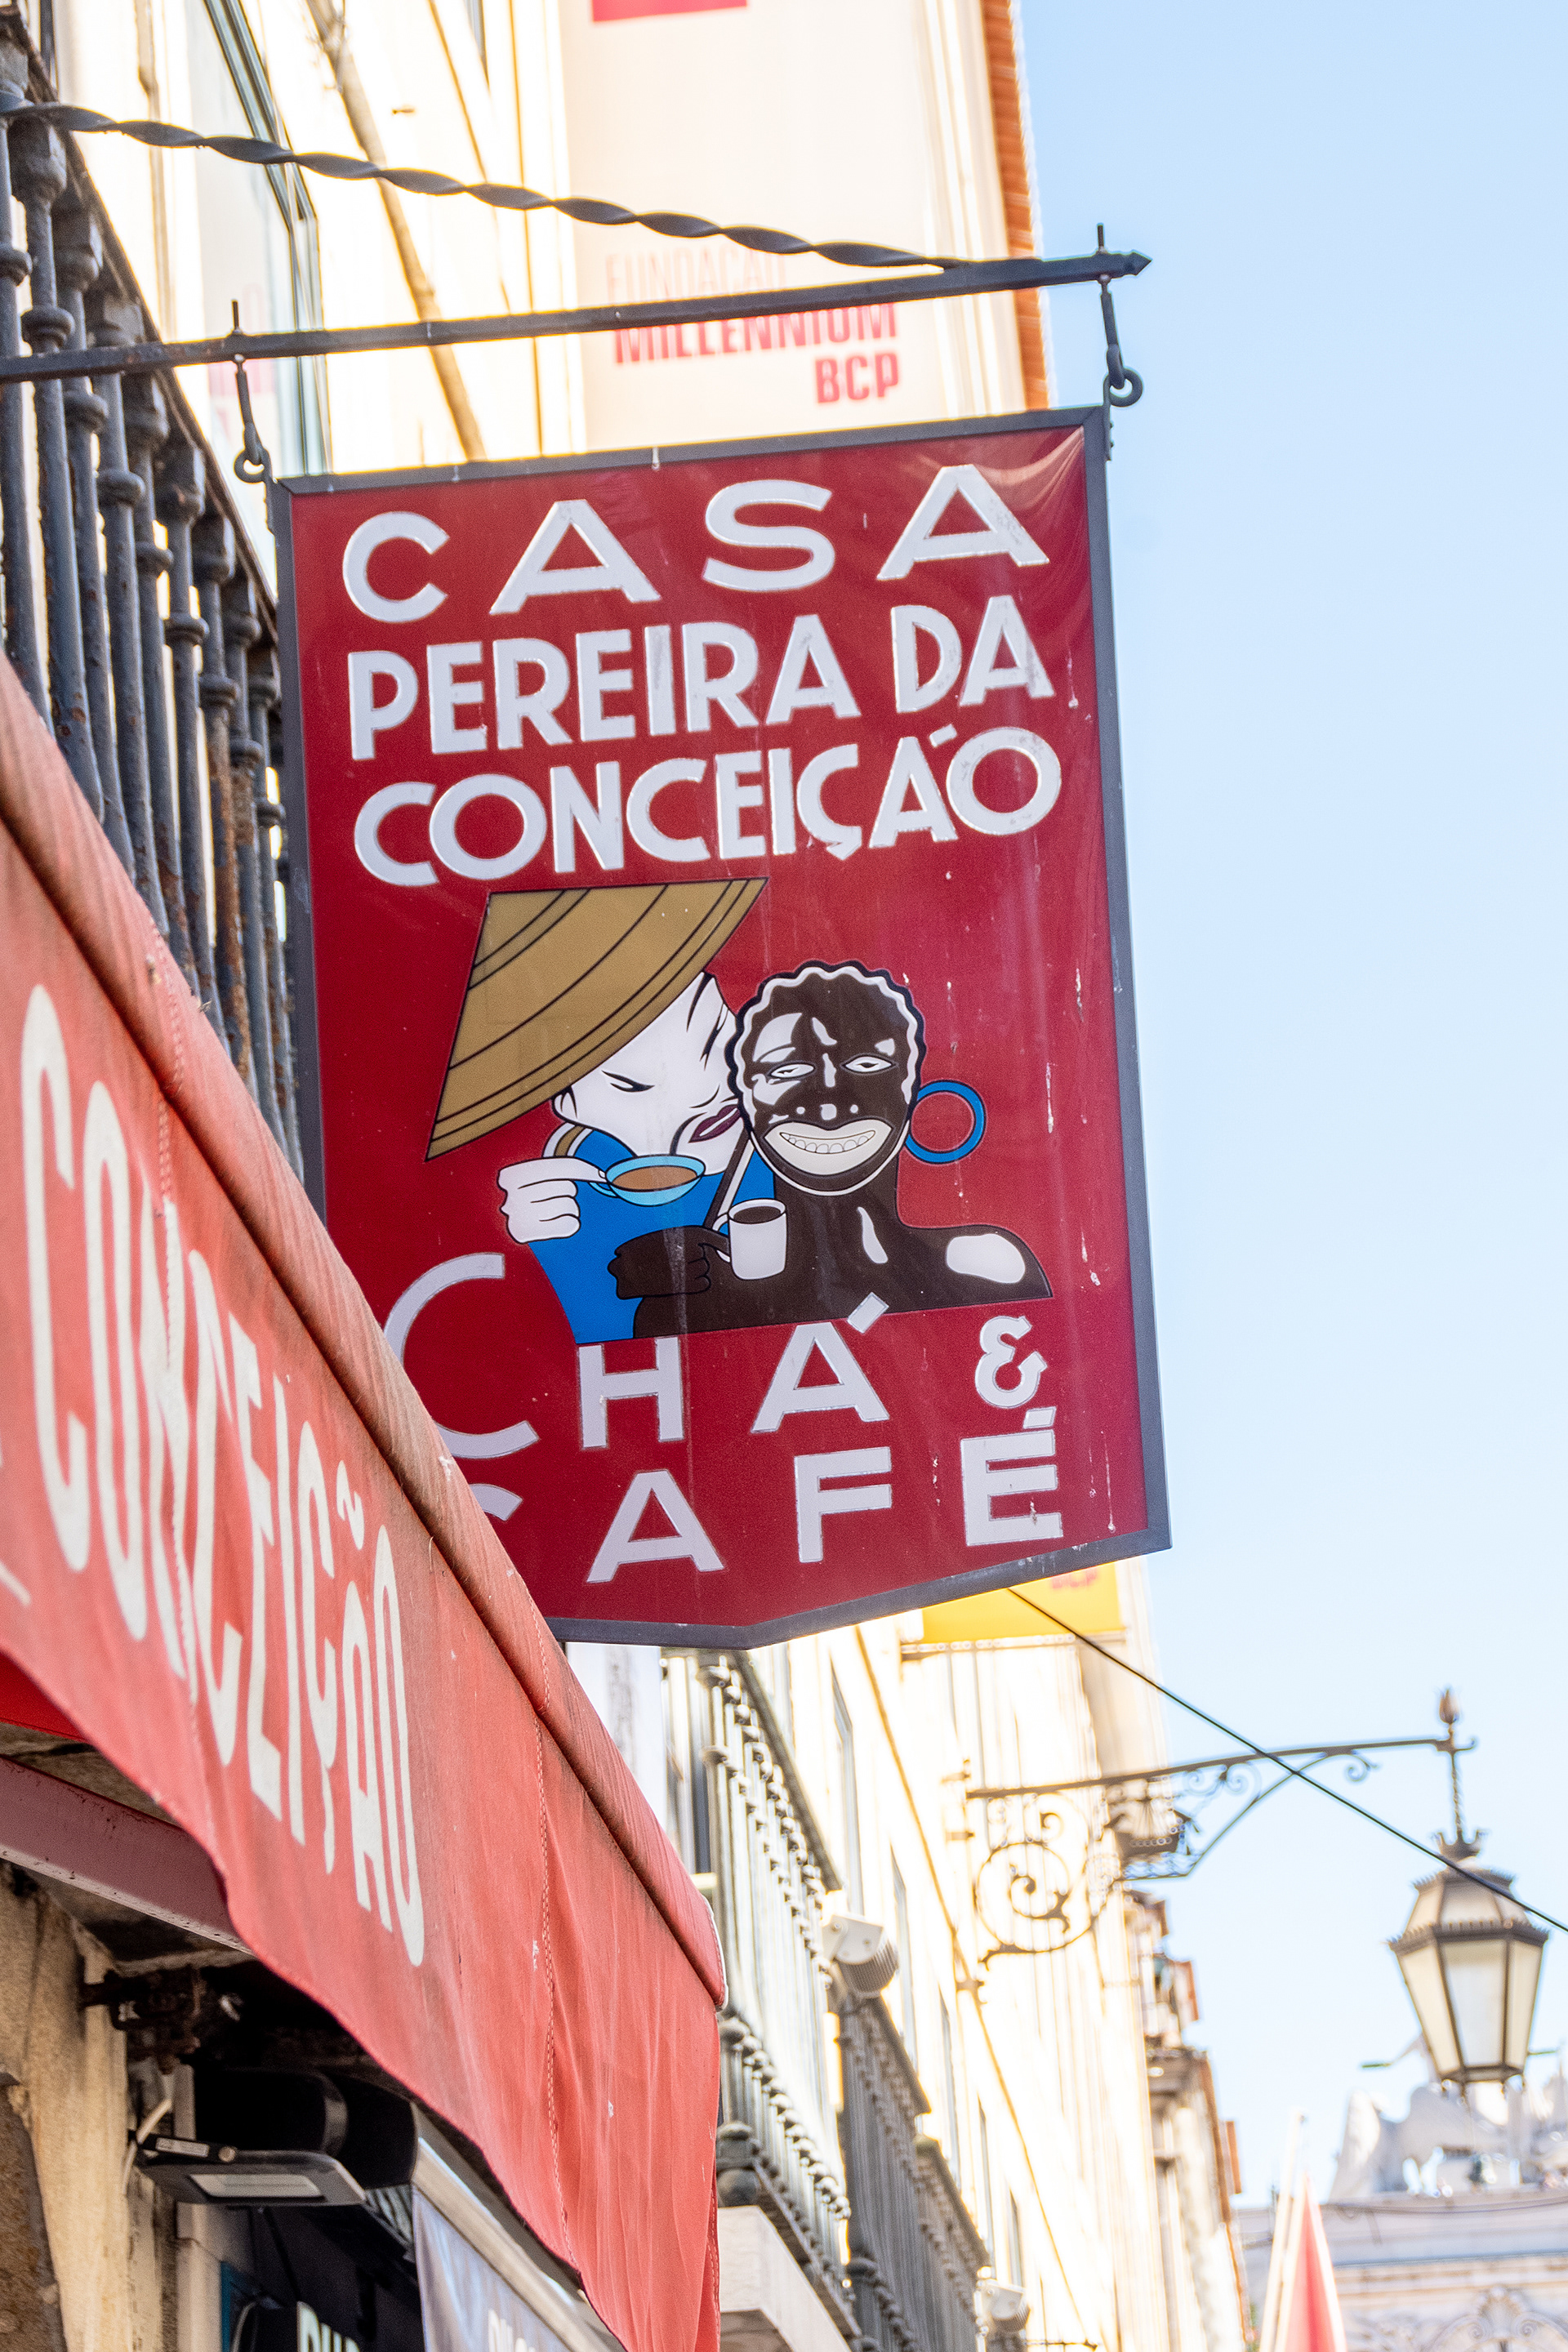 FUNDAÇÃO
MILLENNIUM
BCP
CASA
PEREIRA DA
CONCEIÇÁO
CHÁ &
CAFÉ
CONCEIÇÃO